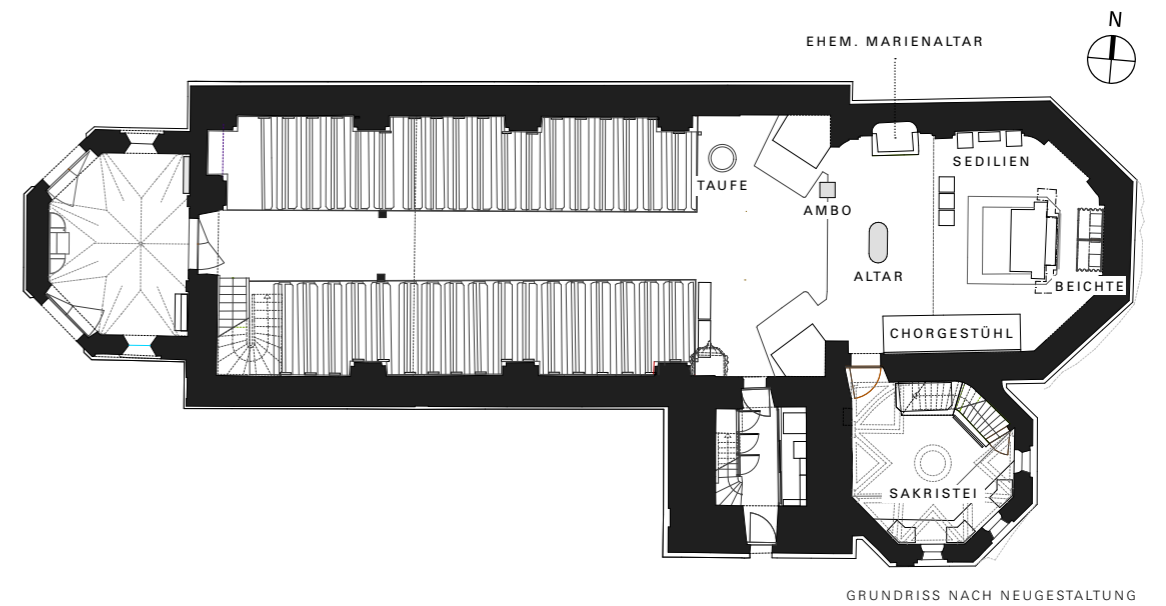 N
EHEM. MARIENALTAR
SEDILIEN
TAUFE
AMBO
ALTAR
BEICHTE
CHORGESTÜHL
SAKRISTEI
GRUNDRISS NACH NEUGESTALTUNG